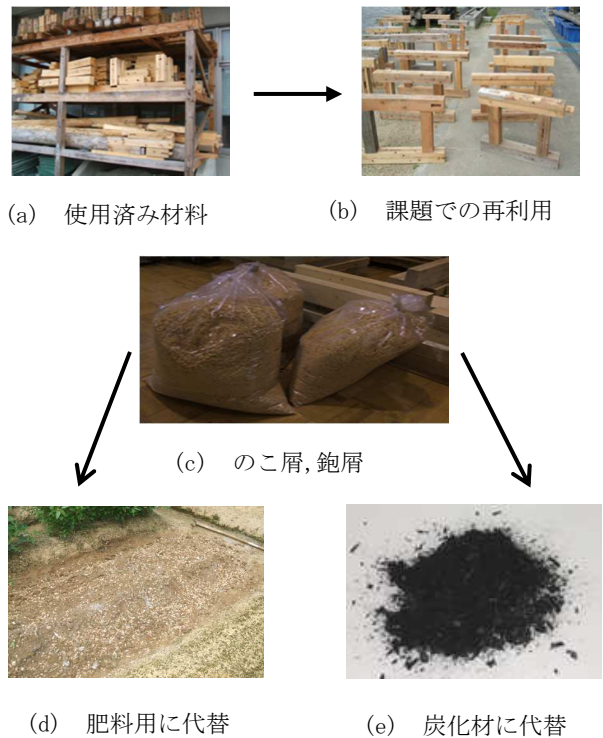 (a) 使用済み材料
(b) 課題での再利用
(c) のこ屑,鉋屑
(d) 肥料用に代替
(e) 炭化材に代替